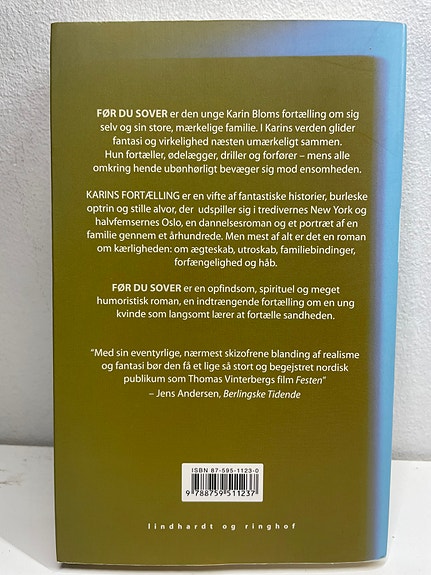 FØR DU SOVER er den unge Karin Bloms fortælling om sig
selv og sin store, mærkelige familie. I Karins verden glider
fantasi og virkelighed næsten umærkeligt sammen.
Hun fortæller, ødelægger, driller og forfører – mens alle
omkring hende ubønhørligt bevæger sig mod ensomheden.
KARINS FORTÆLLING er en vifte af fantastiske historier, burleske
optrin og stille alvor, der udspiller sig i tredivernes New York og
halvfemsernes Oslo, en dannelsesroman og et portræt af en
familie gennem et århundrede. Men mest af alt er det en roman
om kærligheden: om ægteskab, utroskab, familiebindinger,
forfængelighed og håb.
FØR DU SOVER er en opfindsom, spirituel og meget
humoristisk roman, en indtrængende fortælling om en ung
kvinde som langsomt lærer at fortælle sandheden.
“Med sin eventyrlige, nærmest skizofrene blanding af realisme
og fantasi bør den få et lige så stort og begejstret nordisk
publikum som Thomas Vinterbergs film Festen”
– Jens Andersen, Berlingske Tidende
ISBN 87-595-1123-0
9 788759 511237
lindhardt og ringhof